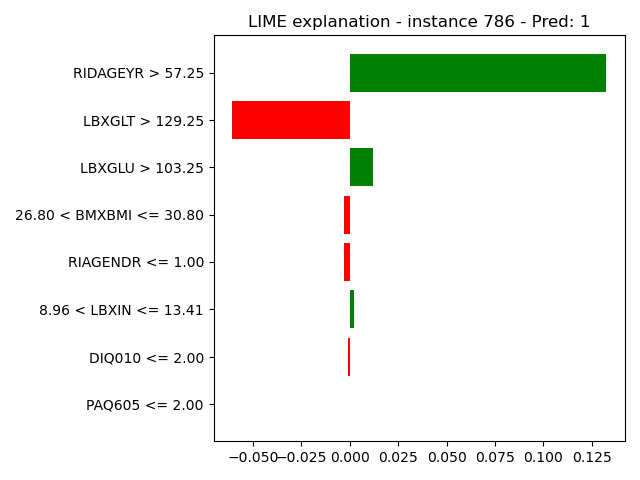 LIME explanation - instance 786 - Pred: 1
RIDAGEYR > 57.25
LBXGLT > 129.25
LBXGLU > 103.25
26.80 < BMXBMI <= 30.80
RIAGENDR <= 1.00
8.96 < LBXIN <= 13.41
DIQ010 <= 2.00
PAQ605 <= 2.00
−0.050 −0.025 0.000 0.025 0.050 0.075 0.100 0.125